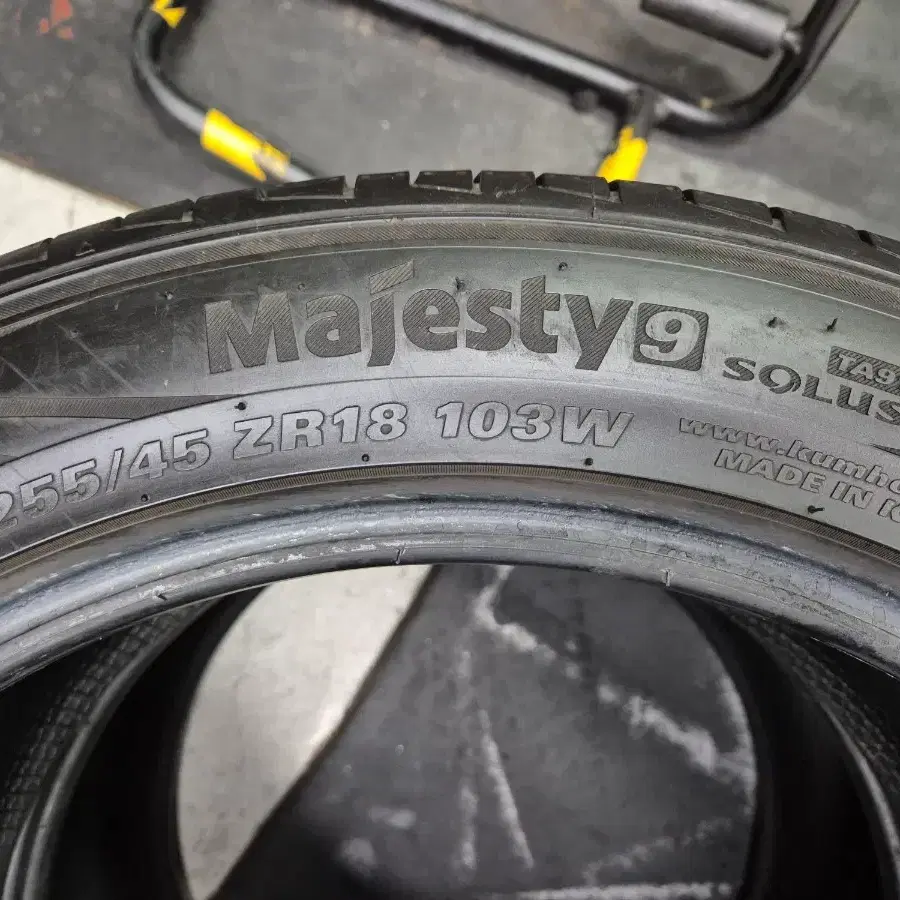 Majesty9
SOLUS TA9
255/45 ZR18 103W
www.kumho
MADE IN